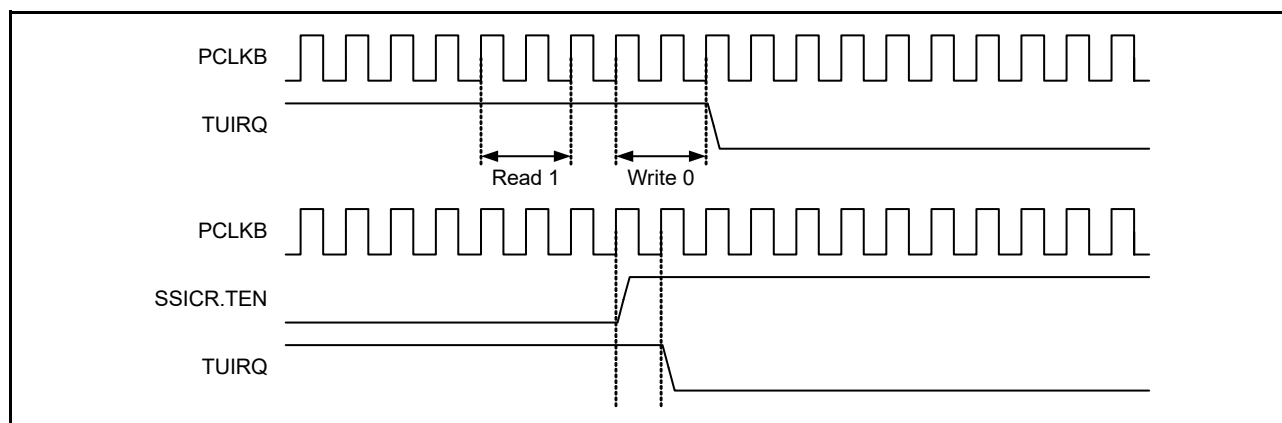 PCLKB
TUIRQ
Read 1 Write 0
PCLKB
SSICR.TEN
TUIRQ